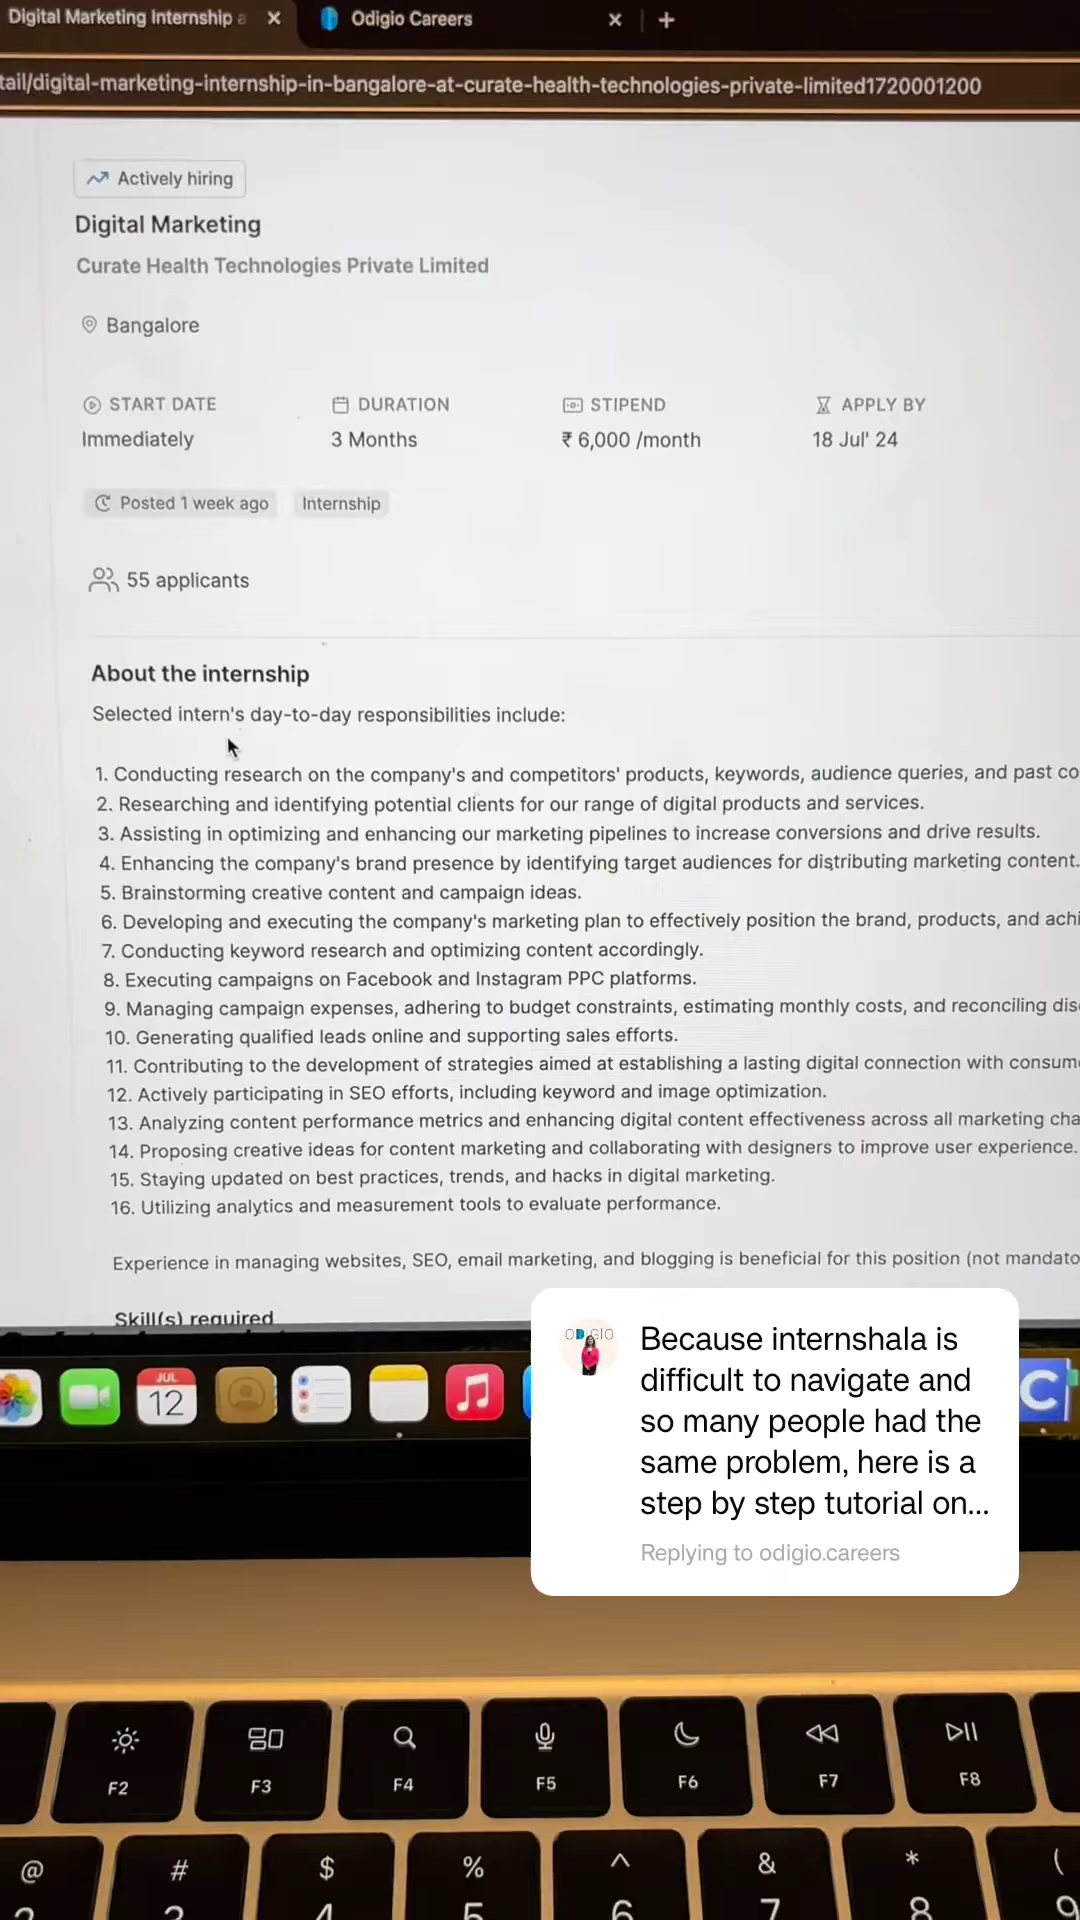 Digital Marketing Internship a
Odigio Careers
tail/digital-marketing-internship-in-bangalore-at-curate-health-technologies-private-limited1720001200
Actively hiring
Digital Marketing
Curate Health Technologies Private Limited
Bangalore
START DATE DURATION STIPEND APPLY BY
Immediately 3 Months ₹ 6,000 /month 18 Jul' 24
Posted 1 week ago Internship
55 applicants
About the internship
Selected intern's day-to-day responsibilities include:
1. Conducting research on the company's and competitors' products, keywords, audience queries, and past co
2. Researching and identifying potential clients for our range of digital products and services.
3. Assisting in optimizing and enhancing our marketing pipelines to increase conversions and drive results.
4. Enhancing the company's brand presence by identifying target audiences for distributing marketing content.
5. Brainstorming creative content and campaign ideas.
6. Developing and executing the company's marketing plan to effectively position the brand, products, and achi
7. Conducting keyword research and optimizing content accordingly.
8. Executing campaigns on Facebook and Instagram PPC platforms.
9. Managing campaign expenses, adhering to budget constraints, estimating monthly costs, and reconciling dis
10. Generating qualified leads online and supporting sales efforts.
11. Contributing to the development of strategies aimed at establishing a lasting digital connection with consum
12. Actively participating in SEO efforts, including keyword and image optimization.
13. Analyzing content performance metrics and enhancing digital content effectiveness across all marketing cha
14. Proposing creative ideas for content marketing and collaborating with designers to improve user experience.
15. Staying updated on best practices, trends, and hacks in digital marketing.
16. Utilizing analytics and measurement tools to evaluate performance.
Experience in managing websites, SEO, email marketing, and blogging is beneficial for this position (not mandato
Skill(s) required
JUL
12
C
ODIGIO
Because internshala is
difficult to navigate and
so many people had the
same problem, here is a
step by step tutorial on...
Replying to odigio.careers
F2 F3 F4 F5 F6 F7 F8
@ # $ % ^ & * (
2 3 4 5 6 7 8 9